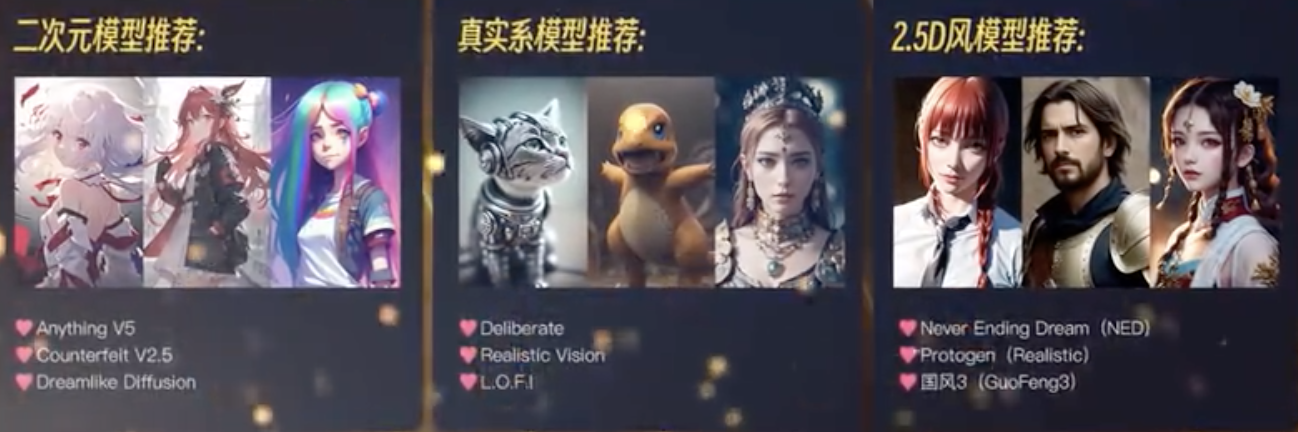 二次元模型推荐:
♥Anything V5
♥Counterfeit V2.5
♥Dreamlike Diffusion
真实系模型推荐:
♥Deliberate
♥Realistic Vision
♥L.O.F.I
2.5D风模型推荐:
♥Never Ending Dream（NED）
♥Protogen（Realistic）
♥国风3（GuoFeng3）